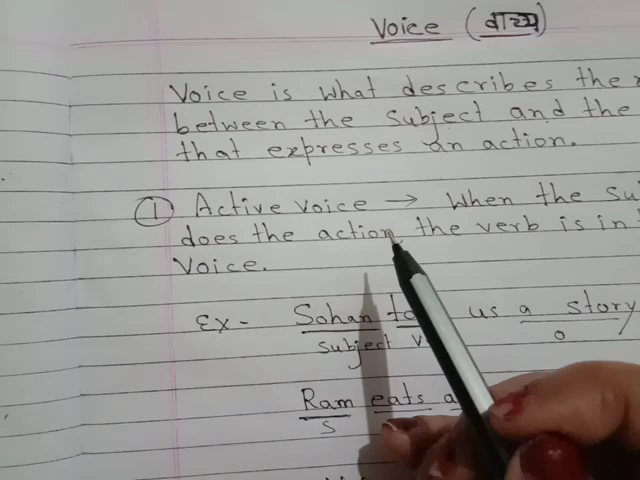 Voice (वाच्य)
Voice is what describes the
between the subject and the
that expresses an action.
① Active voice → When the
does the action the verb is in
Voice.
Ex- Sohan us a story
subject o
Ram eats
S